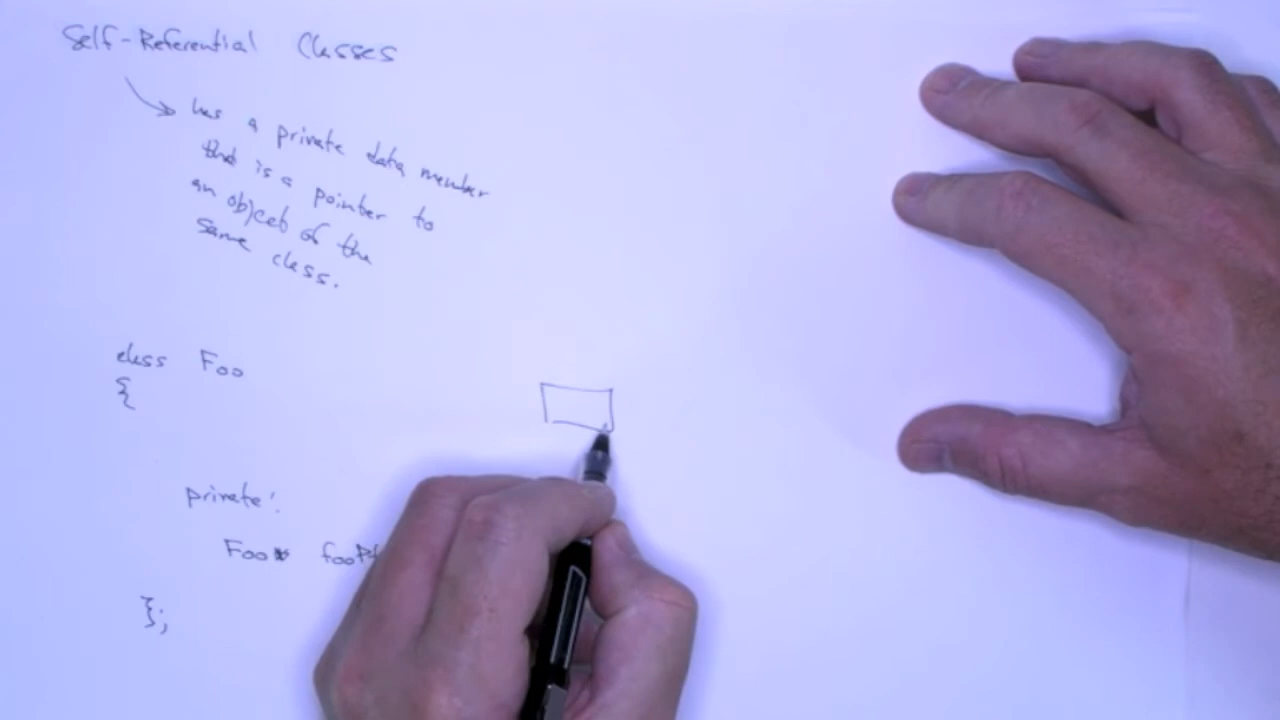 Self-Referential Classes
has a private data member
that is a pointer to
an object of the
same class.
class Foo
{
private:
Foo* fooPt
};